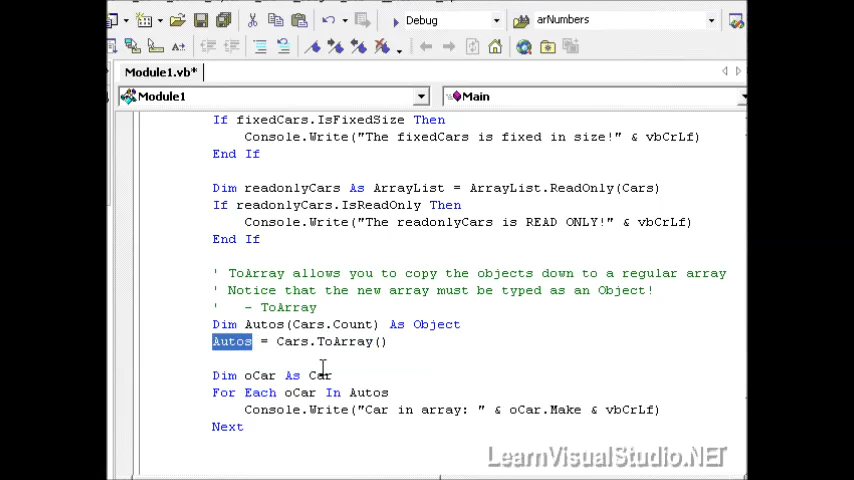 Debug
arNumbers
Module1.vb*
Module1
Main
If fixedCars.IsFixedSize Then
Console.Write("The fixedCars is fixed in size!" & vbCrLf)
End If
Dim readonlyCars As ArrayList = ArrayList.ReadOnly(Cars)
If readonlyCars.IsReadOnly Then
Console.Write("The readonlyCars is READ ONLY!" & vbCrLf)
End If
' ToArray allows you to copy the objects down to a regular array
' Notice that the new array must be typed as an Object!
'   - ToArray
Dim Autos(Cars.Count) As Object
Autos = Cars.ToArray()
Dim oCar As Car
For Each oCar In Autos
Console.Write("Car in array: " & oCar.Make & vbCrLf)
Next
LearnVisualStudio.NET